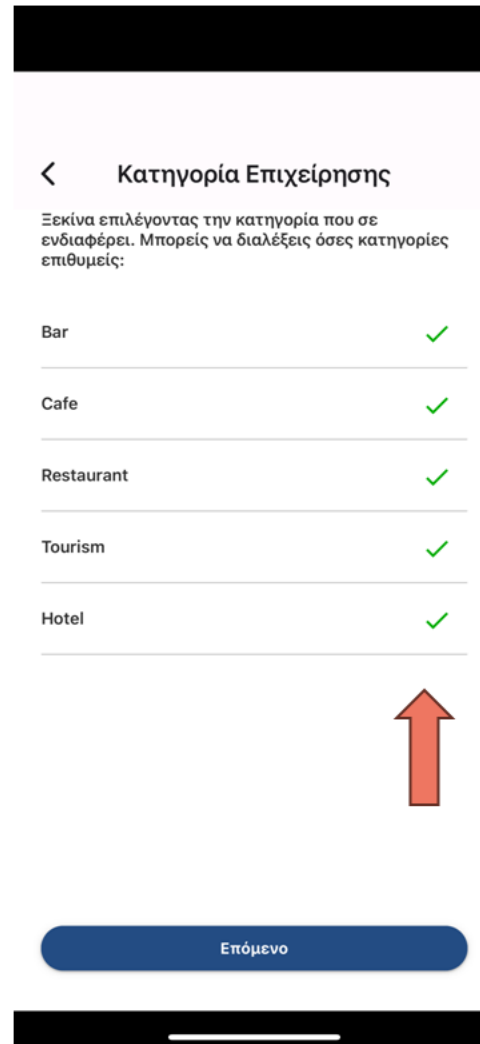 Κατηγορία Επιχείρησης
Ξεκίνα επιλέγοντας την κατηγορία που σε
ενδιαφέρει. Μπορείς να διαλέξεις όσες κατηγορίες
επιθυμείς:
Bar
Cafe
Restaurant
Tourism
Hotel
Επόμενο